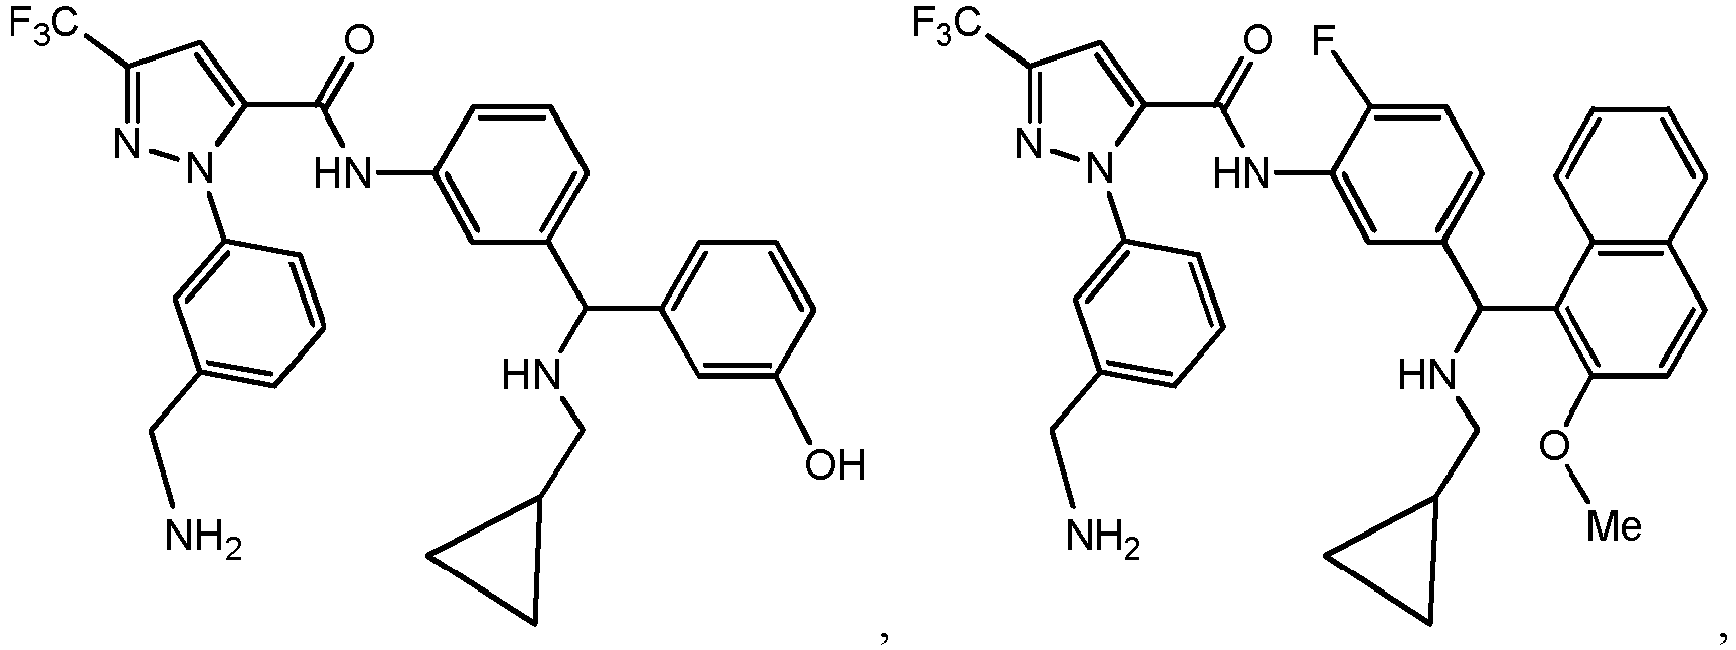 F3C O F3C O F
N N HN N N HN
HN HN
O
OH
NH2 NH2 Me
, ,